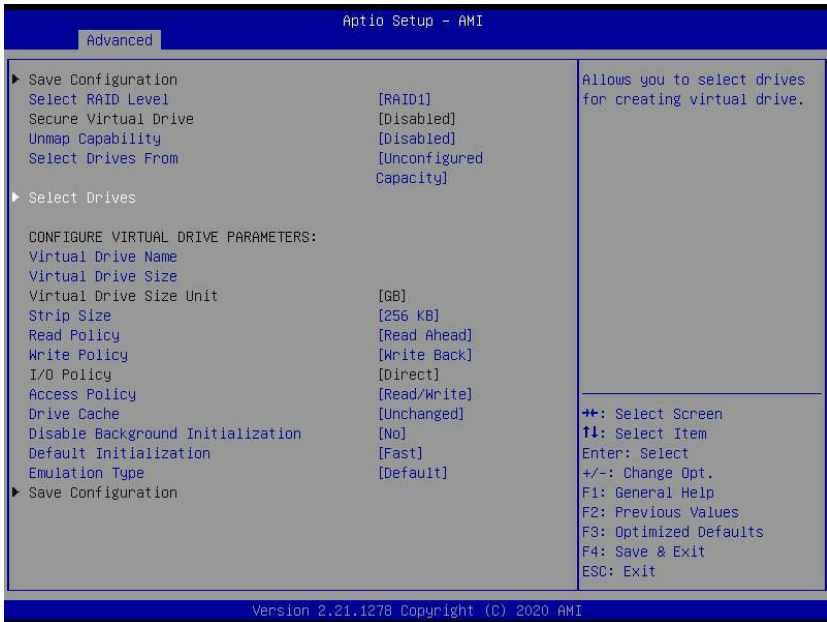 Aptio Setup - AMI
Advanced
▶ Save Configuration
Select RAID Level [RAID1]
Secure Virtual Drive [Disabled]
Unmap Capability [Disabled]
Select Drives From [Unconfigured
Capacity]
▶ Select Drives
CONFIGURE VIRTUAL DRIVE PARAMETERS:
Virtual Drive Name
Virtual Drive Size
Virtual Drive Size Unit [GB]
Strip Size [256 KB]
Read Policy [Read Ahead]
Write Policy [Write Back]
I/O Policy [Direct]
Access Policy [Read/Write]
Drive Cache [Unchanged]
Disable Background Initialization [No]
Default Initialization [Fast]
Emulation Type [Default]
▶ Save Configuration
Allows you to select drives
for creating virtual drive.
→←: Select Screen
↑↓: Select Item
Enter: Select
+/-: Change Opt.
F1: General Help
F2: Previous Values
F3: Optimized Defaults
F4: Save & Exit
ESC: Exit
Version 2.21.1278 Copyright (C) 2020 AMI